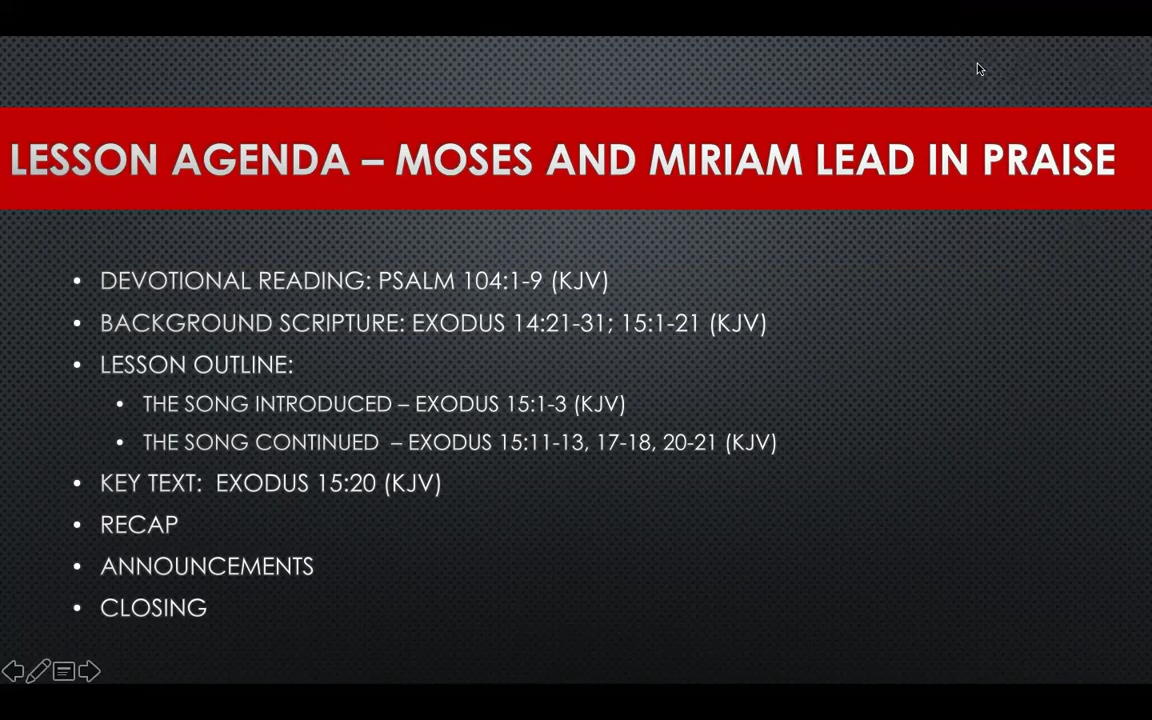 LESSON AGENDA – MOSES AND MIRIAM LEAD IN PRAISE
• DEVOTIONAL READING: PSALM 104:1-9 (KJV)
• BACKGROUND SCRIPTURE: EXODUS 14:21-31; 15:1-21 (KJV)
• LESSON OUTLINE:
• THE SONG INTRODUCED – EXODUS 15:1-3 (KJV)
• THE SONG CONTINUED – EXODUS 15:11-13, 17-18, 20-21 (KJV)
• KEY TEXT: EXODUS 15:20 (KJV)
• RECAP
• ANNOUNCEMENTS
• CLOSING